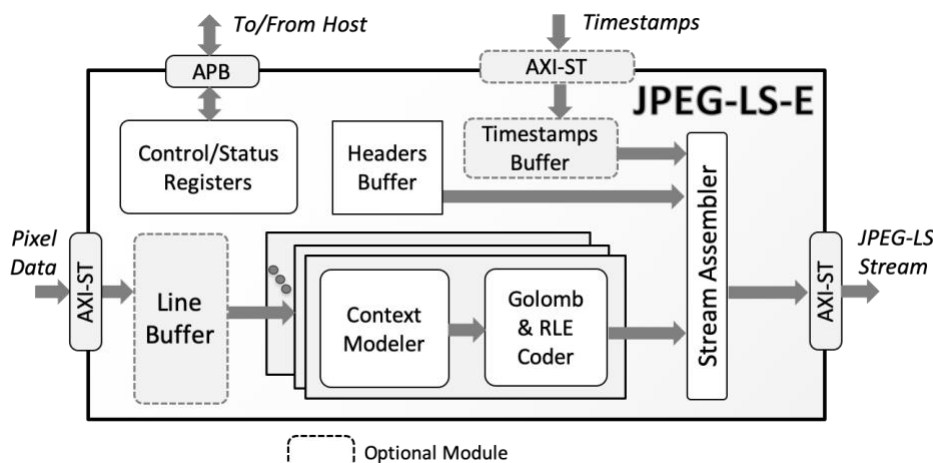 To/From Host
Timestamps
APB
AXI-ST
JPEG-LS-E
Control/Status
Registers
Headers
Buffer
Timestamps
Buffer
Stream Assembler
Pixel
Data
AXI-ST
Line
Buffer
Context
Modeler
Golomb
& RLE
Coder
AXI-ST
JPEG-LS
Stream
Optional Module